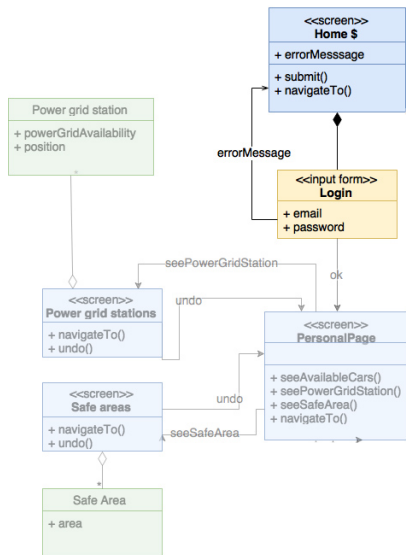 <<screen>>
Home $
+ errorMesssage
+ submit()
+ navigateTo()
Power grid station
+ powerGridAvailability
+ position
*
errorMessage
<<input form>>
Login
+ email
+ password
seePowerGridStation
ok
<<screen>>
Power grid stations
+ navigateTo()
+ undo()
undo
<<screen>>
PersonalPage
+ seeAvailableCars()
+ seePowerGridStation()
+ seeSafeArea()
+ navigateTo()
<<screen>>
Safe areas
+ navigateTo()
+ undo()
undo
seeSafeArea
*
Safe Area
+ area